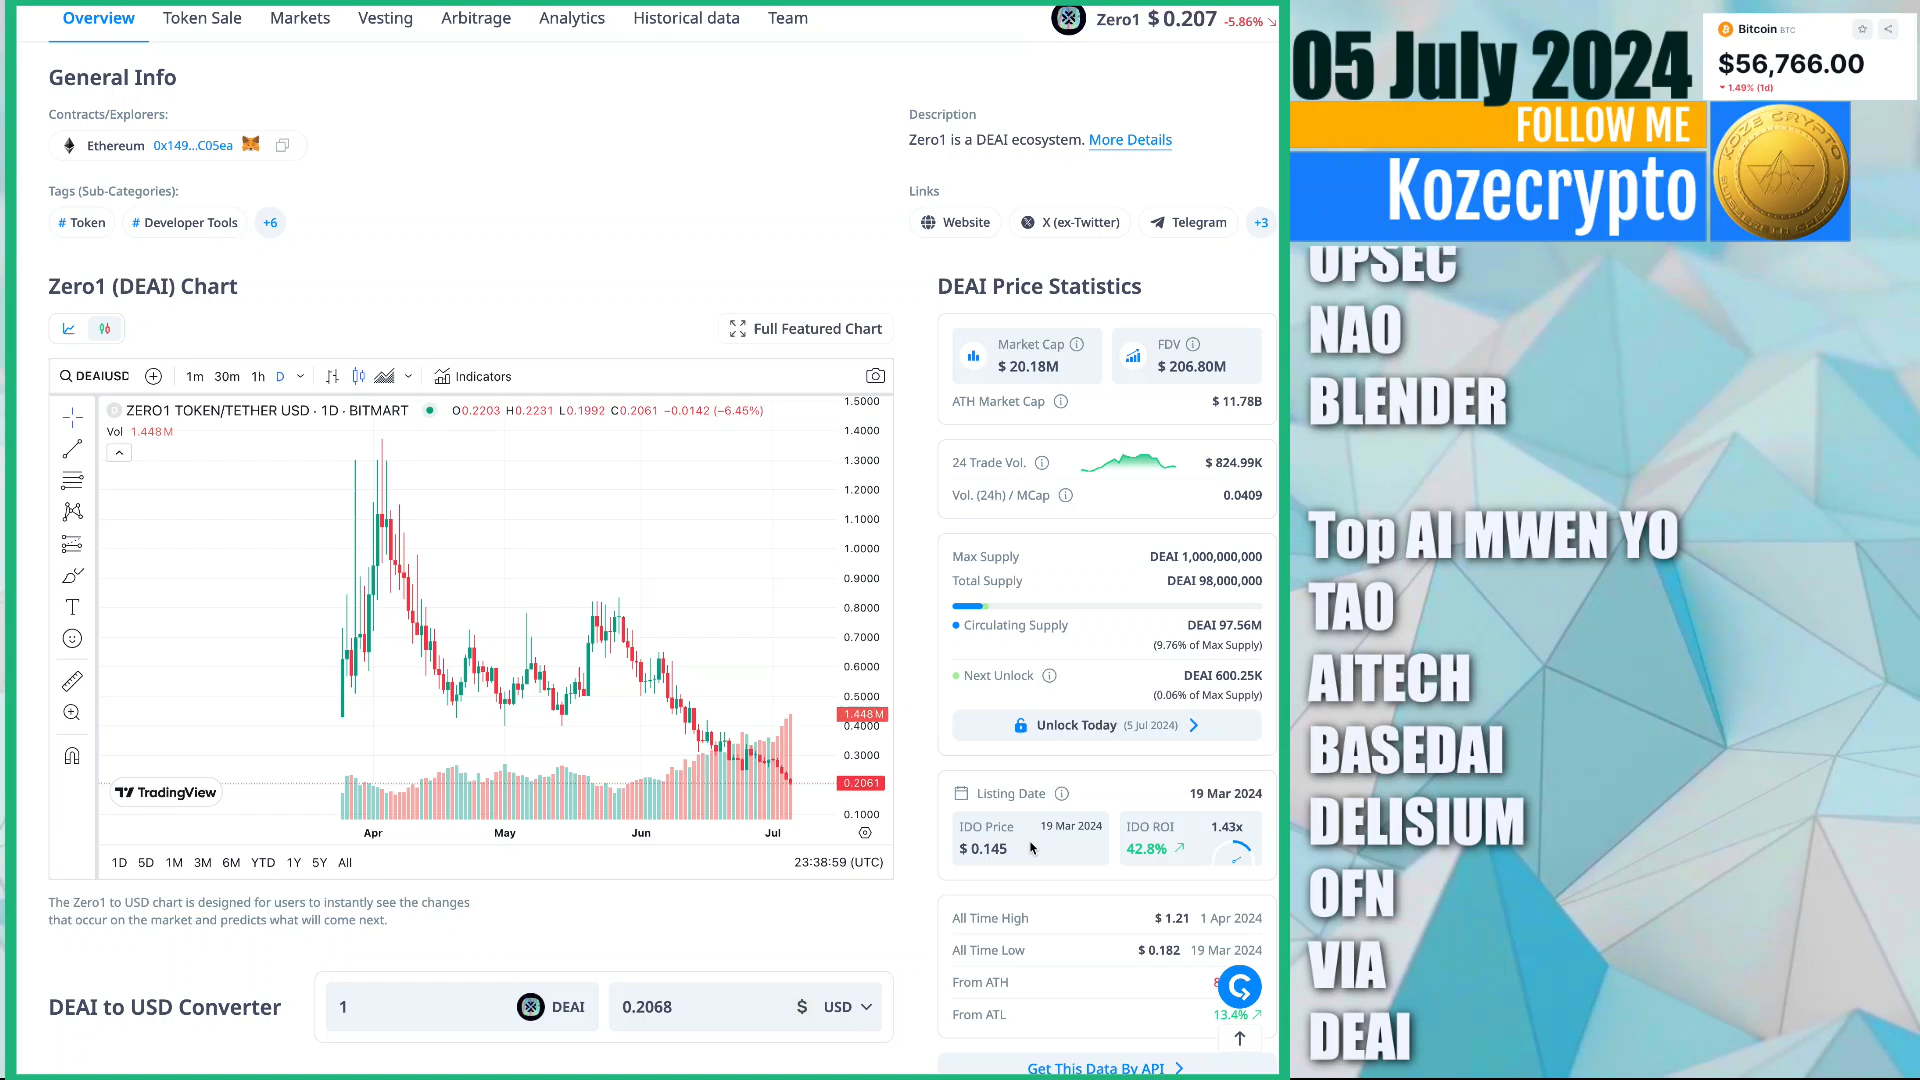 Overview Token Sale Markets Vesting Arbitrage Analytics Historical data Team
Zero1 $ 0.207 -5.86%
General Info
Contracts/Explorers:
Ethereum 0x149...C05ea
Tags (Sub-Categories):
# Token # Developer Tools +6
Description
Zero1 is a DEAI ecosystem. More Details
Links
Website X (ex-Twitter) Telegram +3
Zero1 (DEAI) Chart
Full Featured Chart
DEAIUSD 1m 30m 1h D Indicators
ZERO1 TOKEN/TETHER USD · 1D · BITMART O0.2203 H0.2231 L0.1992 C0.2061 −0.0142 (−6.45%)
Vol 1.448M
1.5000
1.4000
1.3000
1.2000
1.1000
1.0000
0.9000
0.8000
0.7000
0.6000
0.5000
1.448M
0.4000
0.3000
0.2061
0.1000
TradingView
Apr May Jun Jul
1D 5D 1M 3M 6M YTD 1Y 5Y All
23:38:59 (UTC)
The Zero1 to USD chart is designed for users to instantly see the changes
that occur on the market and predicts what will come next.
DEAI to USD Converter
1 DEAI
0.2068 $ USD
DEAI Price Statistics
Market Cap
$ 20.18M
FDV
$ 206.80M
ATH Market Cap $ 11.78B
24 Trade Vol. $ 824.99K
Vol. (24h) / MCap 0.0409
Max Supply DEAI 1,000,000,000
Total Supply DEAI 98,000,000
Circulating Supply DEAI 97.56M
(9.76% of Max Supply)
Next Unlock DEAI 600.25K
(0.06% of Max Supply)
Unlock Today (5 Jul 2024)
Listing Date 19 Mar 2024
IDO Price 19 Mar 2024
$ 0.145
IDO ROI 1.43x
42.8%
All Time High $ 1.21 1 Apr 2024
All Time Low $ 0.182 19 Mar 2024
From ATH
From ATL 13.4%
Get This Data By API
05 July 2024
Bitcoin BTC
$56,766.00
1.49% (1d)
FOLLOW ME
Kozecrypto
KOZE CRYPTO
OPSEC
NAO
BLENDER
Top AI MWEN YO
TAO
AITECH
BASEDAI
DELISIUM
OFN
VIA
DEAI